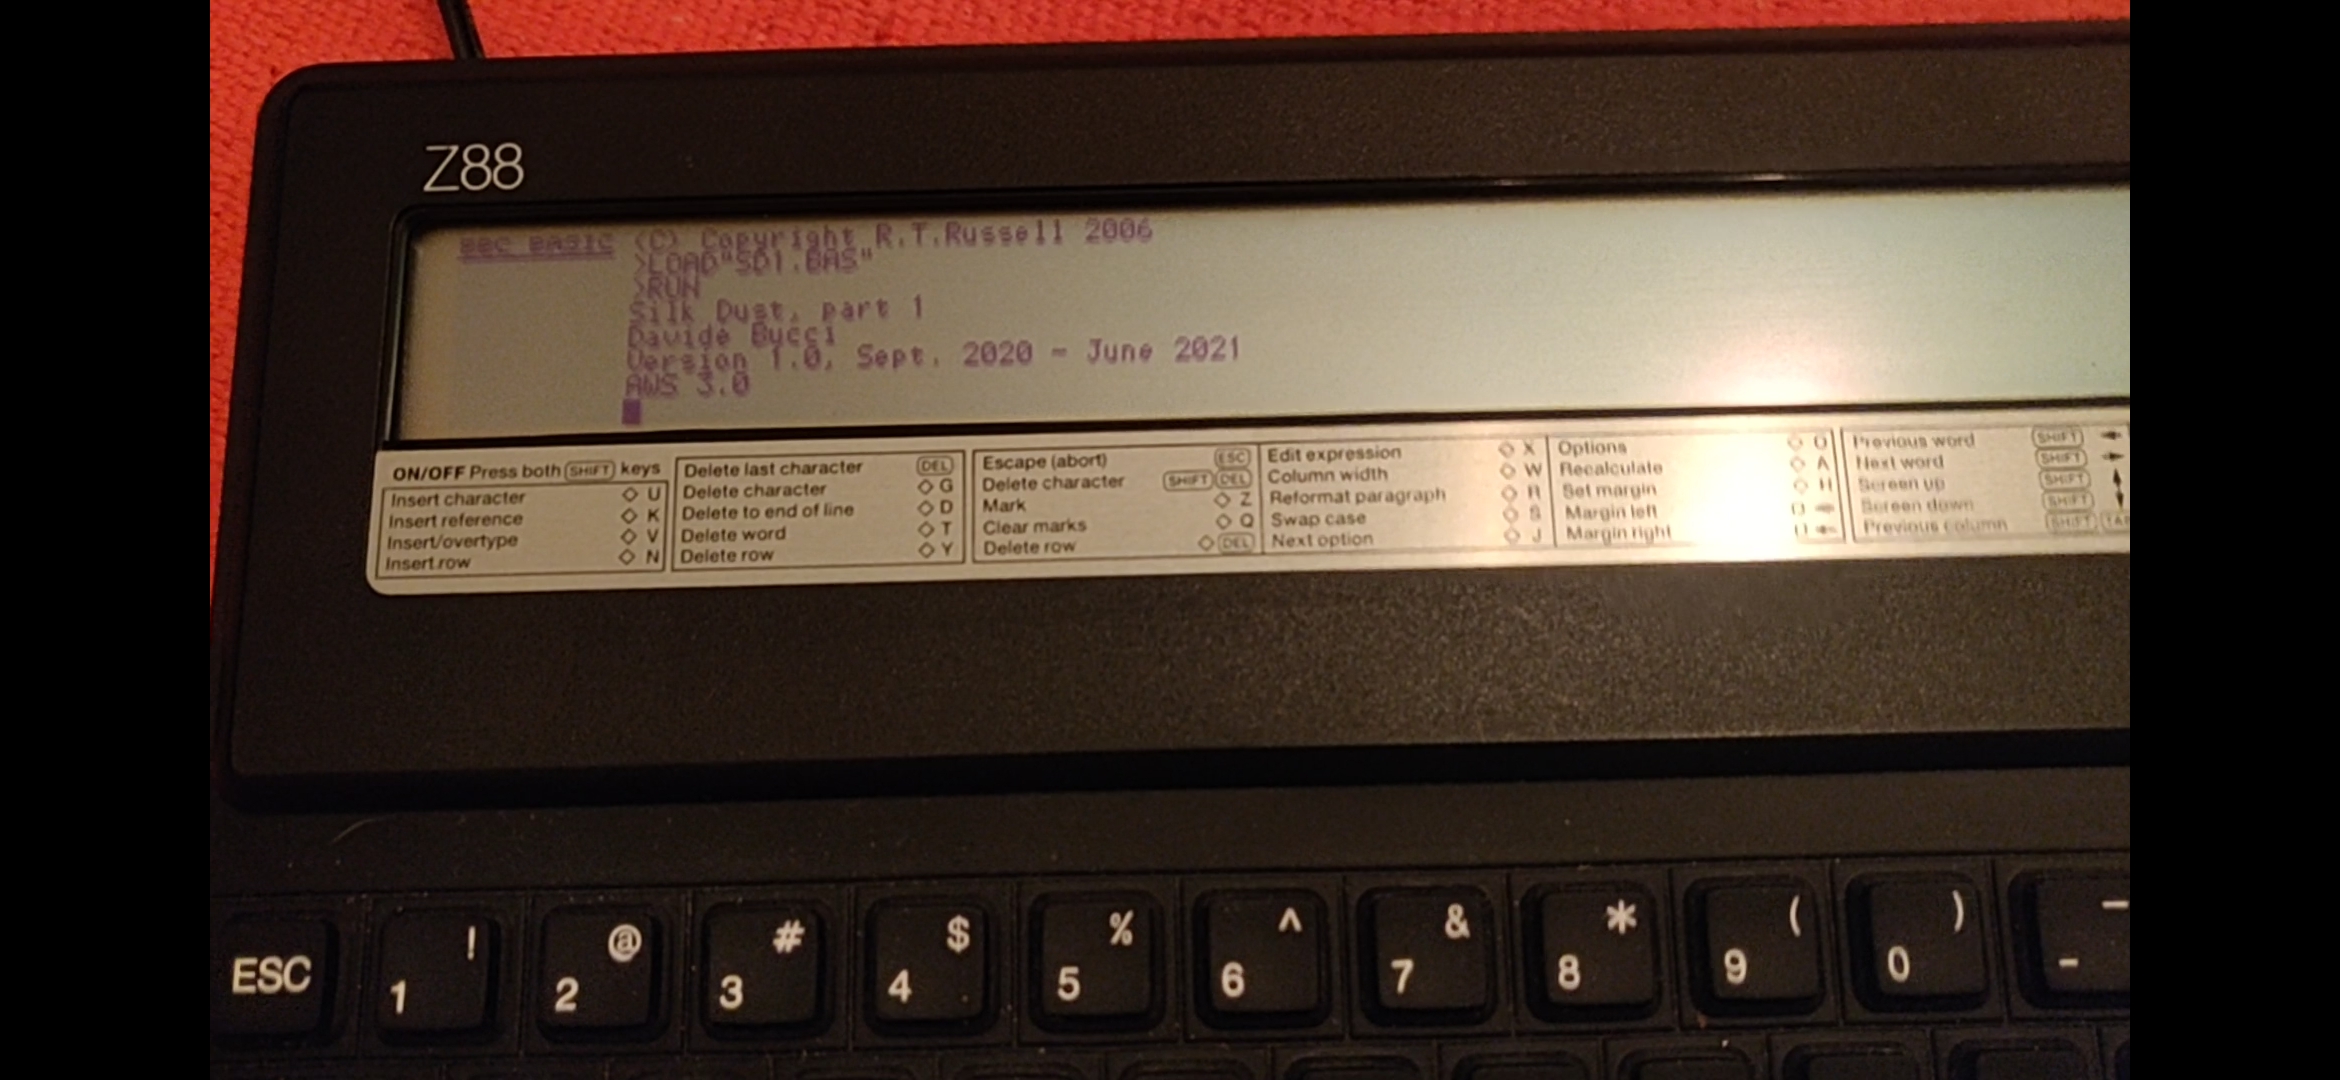 Z88
BBC BASIC (C) Copyright R.T.Russell 2006
>LOAD"SD1.BAS"
>RUN
Silk Dust, part 1
Davide Bucci
Version 1.0, Sept. 2020 - June 2021
AWS 3.0
ON/OFF Press both SHIFT keys
Insert character ◇ U
Insert reference ◇ K
Insert/overtype ◇ V
Insert row ◇ N
Delete last character DEL
Delete character ◇ G
Delete to end of line ◇ D
Delete word ◇ T
Delete row ◇ Y
Escape (abort) ESC
Delete character SHIFT DEL
Mark ◇ Z
Clear marks ◇ Q
Delete row ◇ DEL
Edit expression ◇ X
Column width ◇ W
Reformat paragraph ◇ R
Swap case ◇ S
Next option ◇ J
Options ◇ O
Recalculate ◇ A
Set margin ◇ H
Margin left
Margin right
Previous word SHIFT
Next word SHIFT
Screen up SHIFT
Screen down SHIFT
Previous column SHIFT TAB
ESC
! 1
@ 2
# 3
$ 4
% 5
^ 6
& 7
* 8
( 9
) 0
_ -